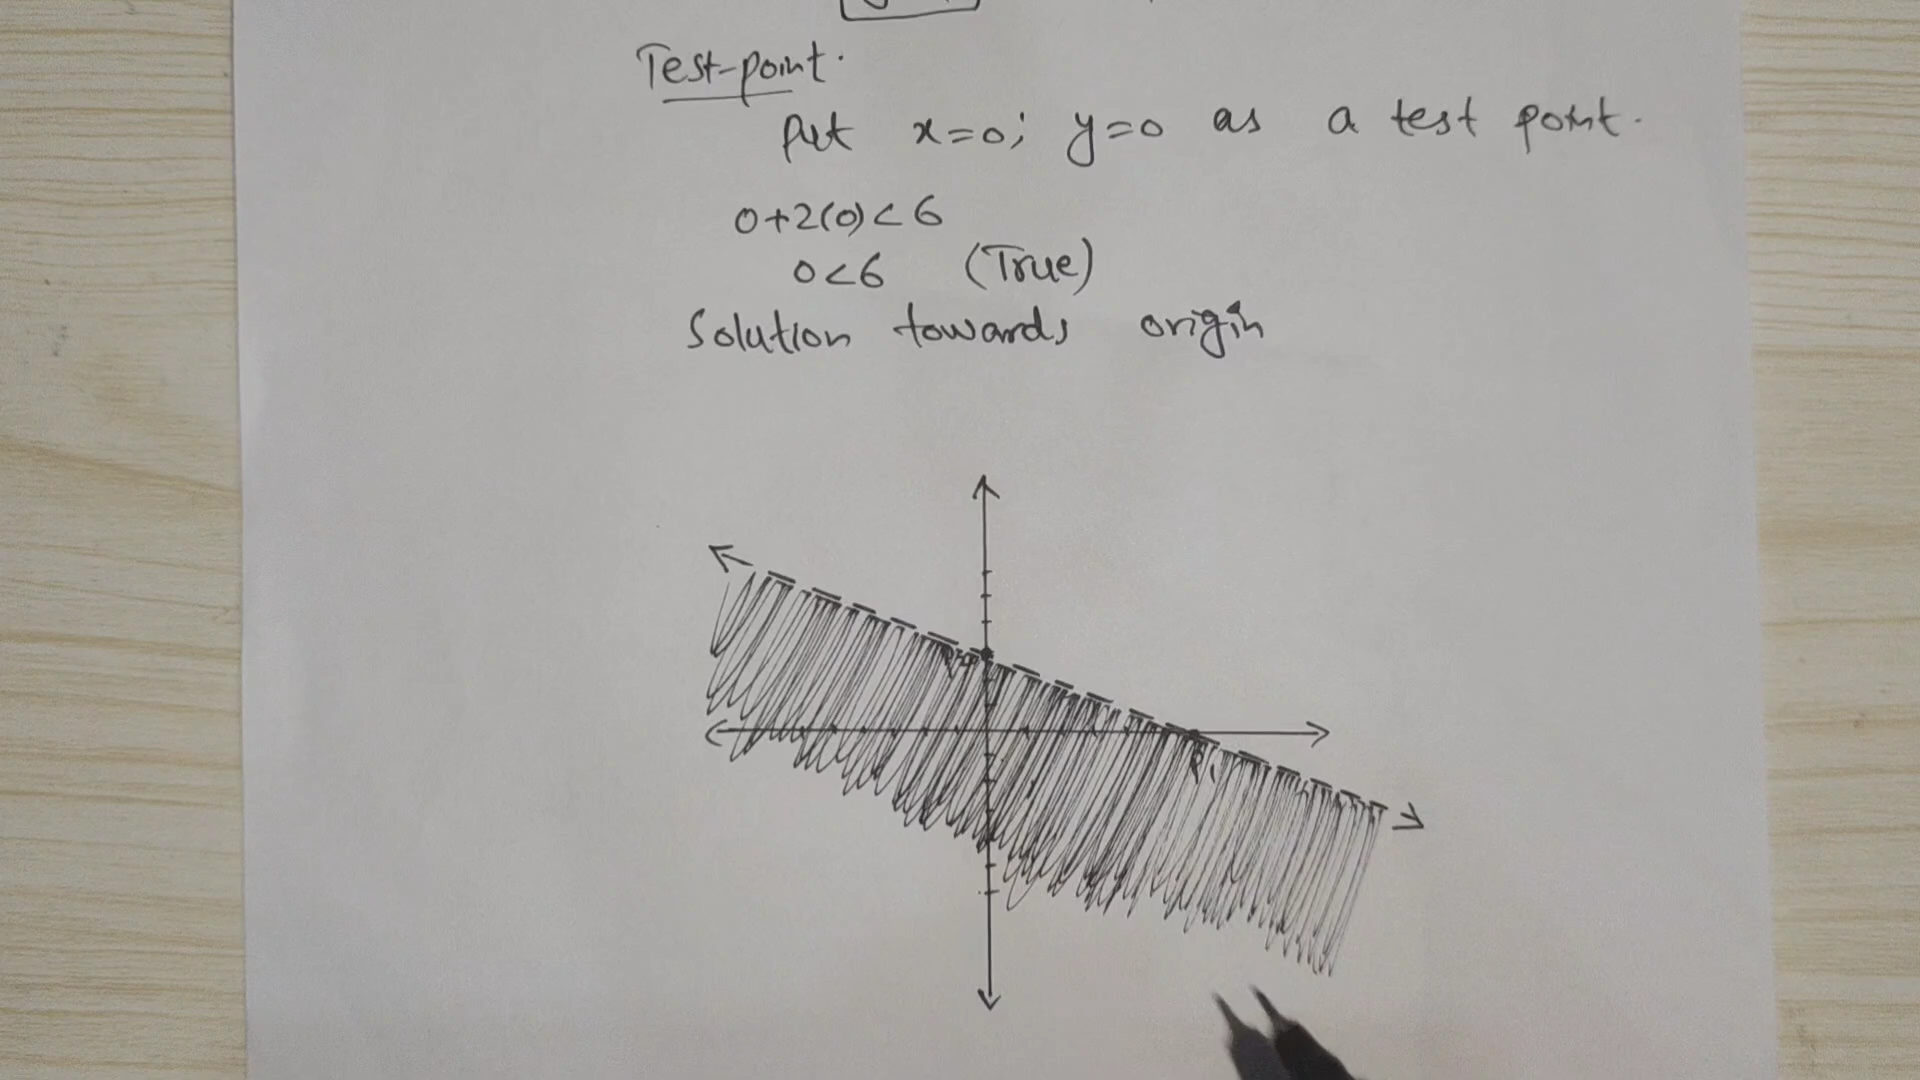 Test-point.
Put x=0; y=0 as a test point.
0+2(0)<6
0<6 (True)
Solution towards origin